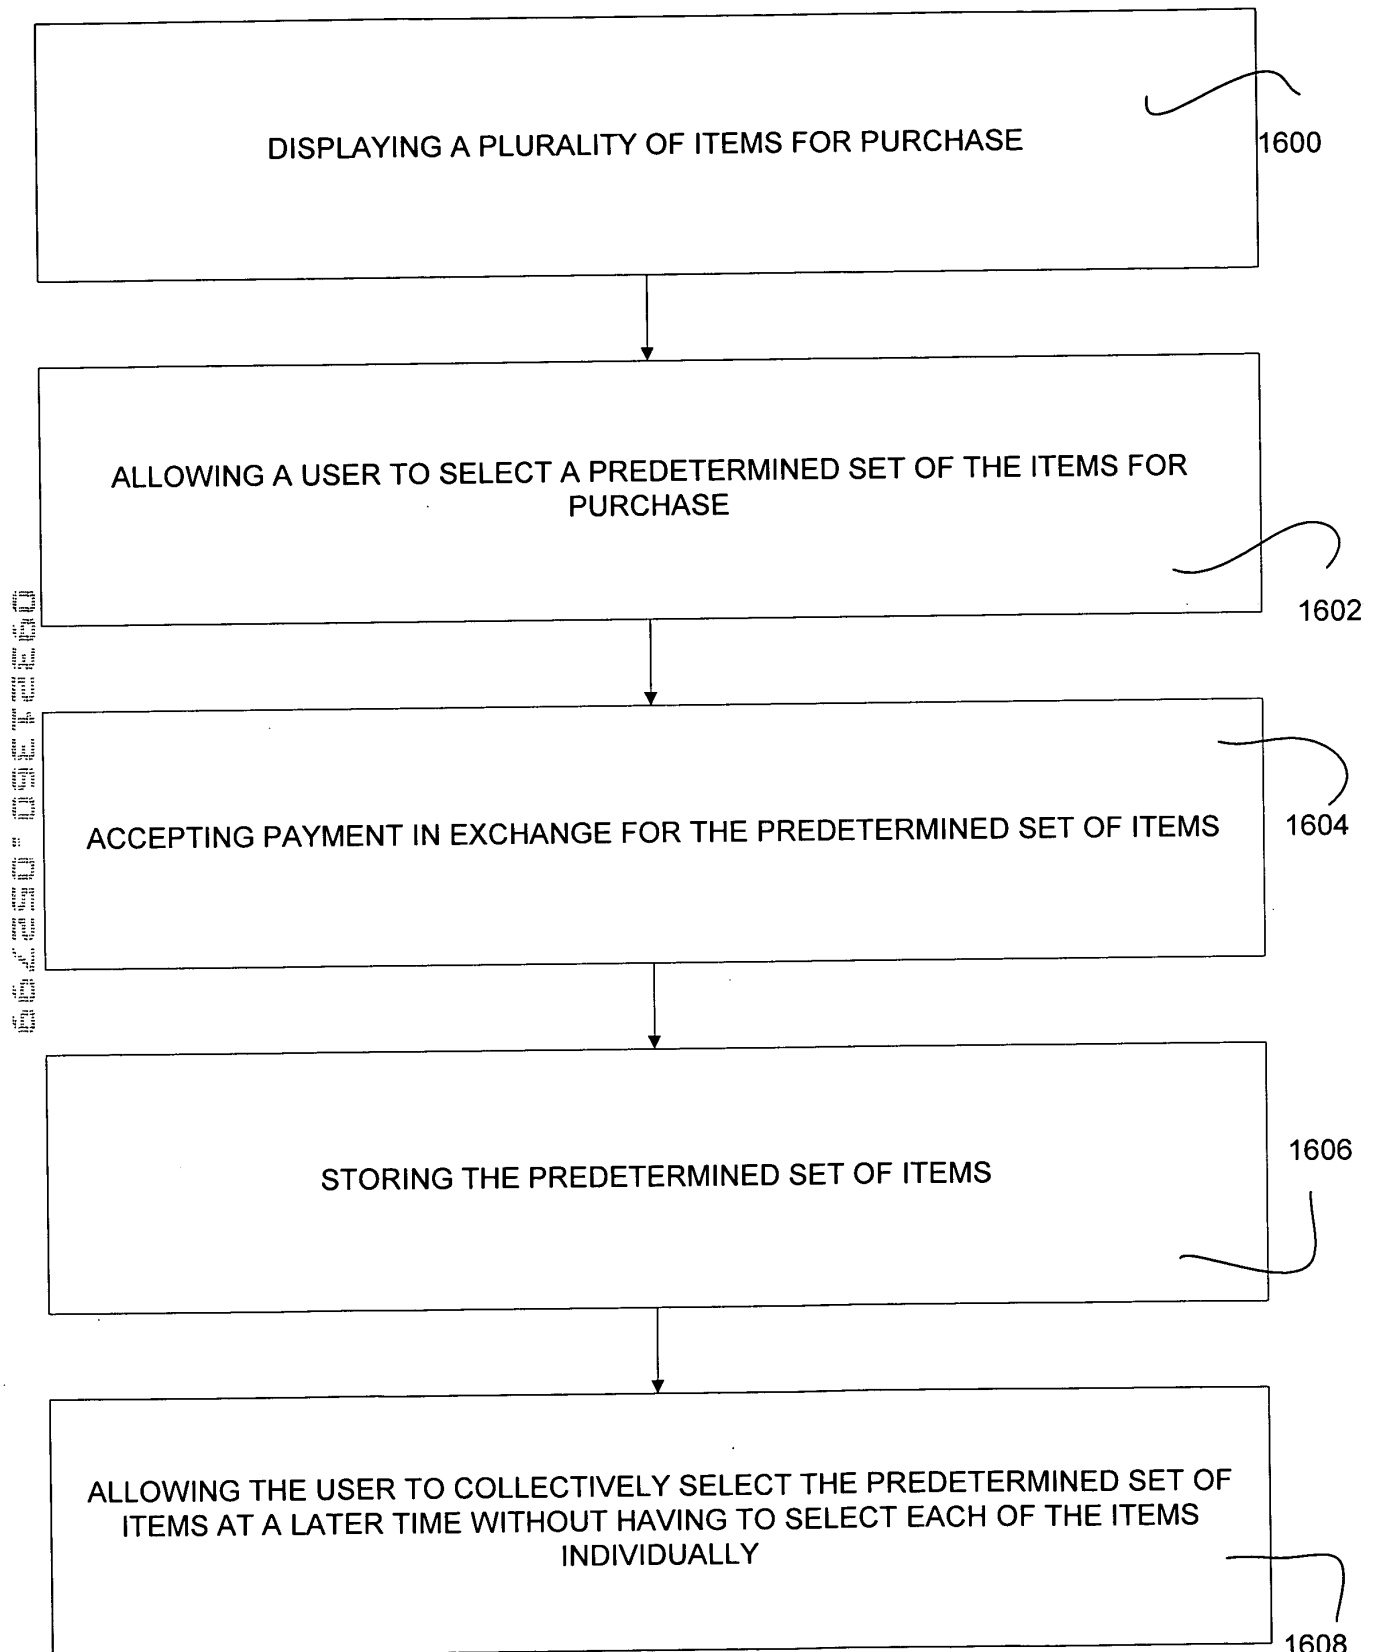 DISPLAYING A PLURALITY OF ITEMS FOR PURCHASE
1600
ALLOWING A USER TO SELECT A PREDETERMINED SET OF THE ITEMS FOR
PURCHASE
1602
ACCEPTING PAYMENT IN EXCHANGE FOR THE PREDETERMINED SET OF ITEMS
1604
STORING THE PREDETERMINED SET OF ITEMS
1606
ALLOWING THE USER TO COLLECTIVELY SELECT THE PREDETERMINED SET OF
ITEMS AT A LATER TIME WITHOUT HAVING TO SELECT EACH OF THE ITEMS
INDIVIDUALLY
1608
09321360 - 052799